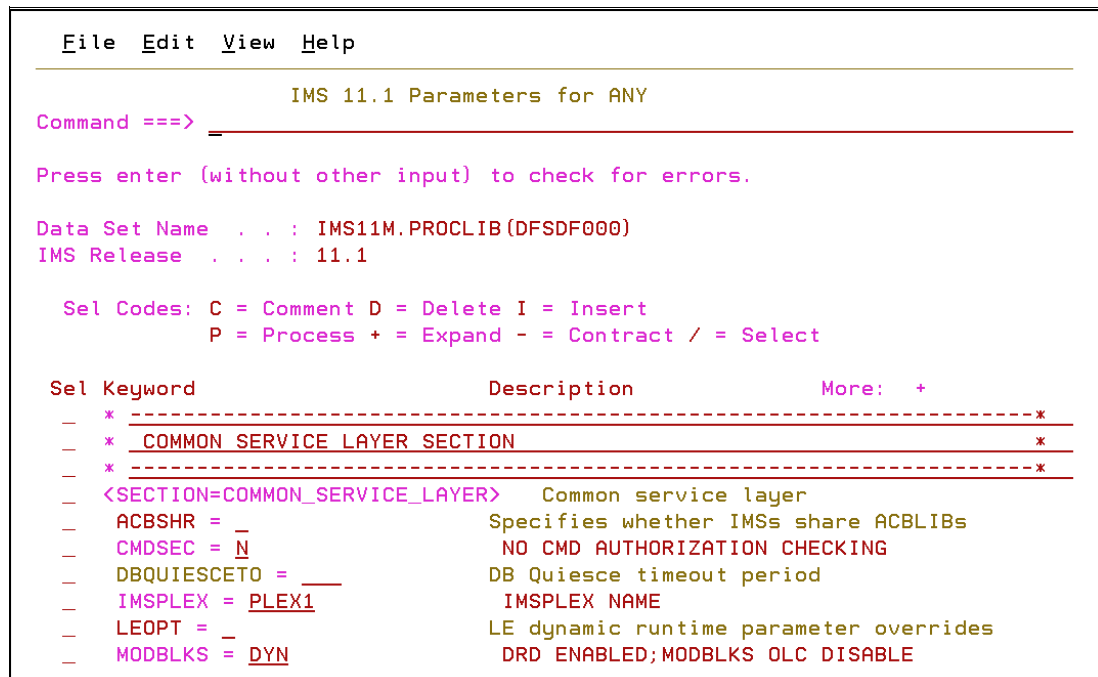 File Edit View Help
IMS 11.1 Parameters for ANY
Command ===> _
Press enter (without other input) to check for errors.
Data Set Name . . : IMS11M.PROCLIB(DFSDF000)
IMS Release . . . : 11.1
Sel Codes: C = Comment D = Delete I = Insert
P = Process + = Expand - = Contract / = Select
Sel Keyword Description More: +
_ * --------------------------------------------------------------------*
_ * COMMON SERVICE LAYER SECTION *
_ * --------------------------------------------------------------------*
_ <SECTION=COMMON_SERVICE_LAYER> Common service layer
_ ACBSHR = _ Specifies whether IMSs share ACBLIBs
_ CMDSEC = N NO CMD AUTHORIZATION CHECKING
_ DBQUIESCETO = ___ DB Quiesce timeout period
_ IMSPLEX = PLEX1 IMSPLEX NAME
_ LEOPT = _ LE dynamic runtime parameter overrides
_ MODBLKS = DYN DRD ENABLED;MODBLKS OLC DISABLE